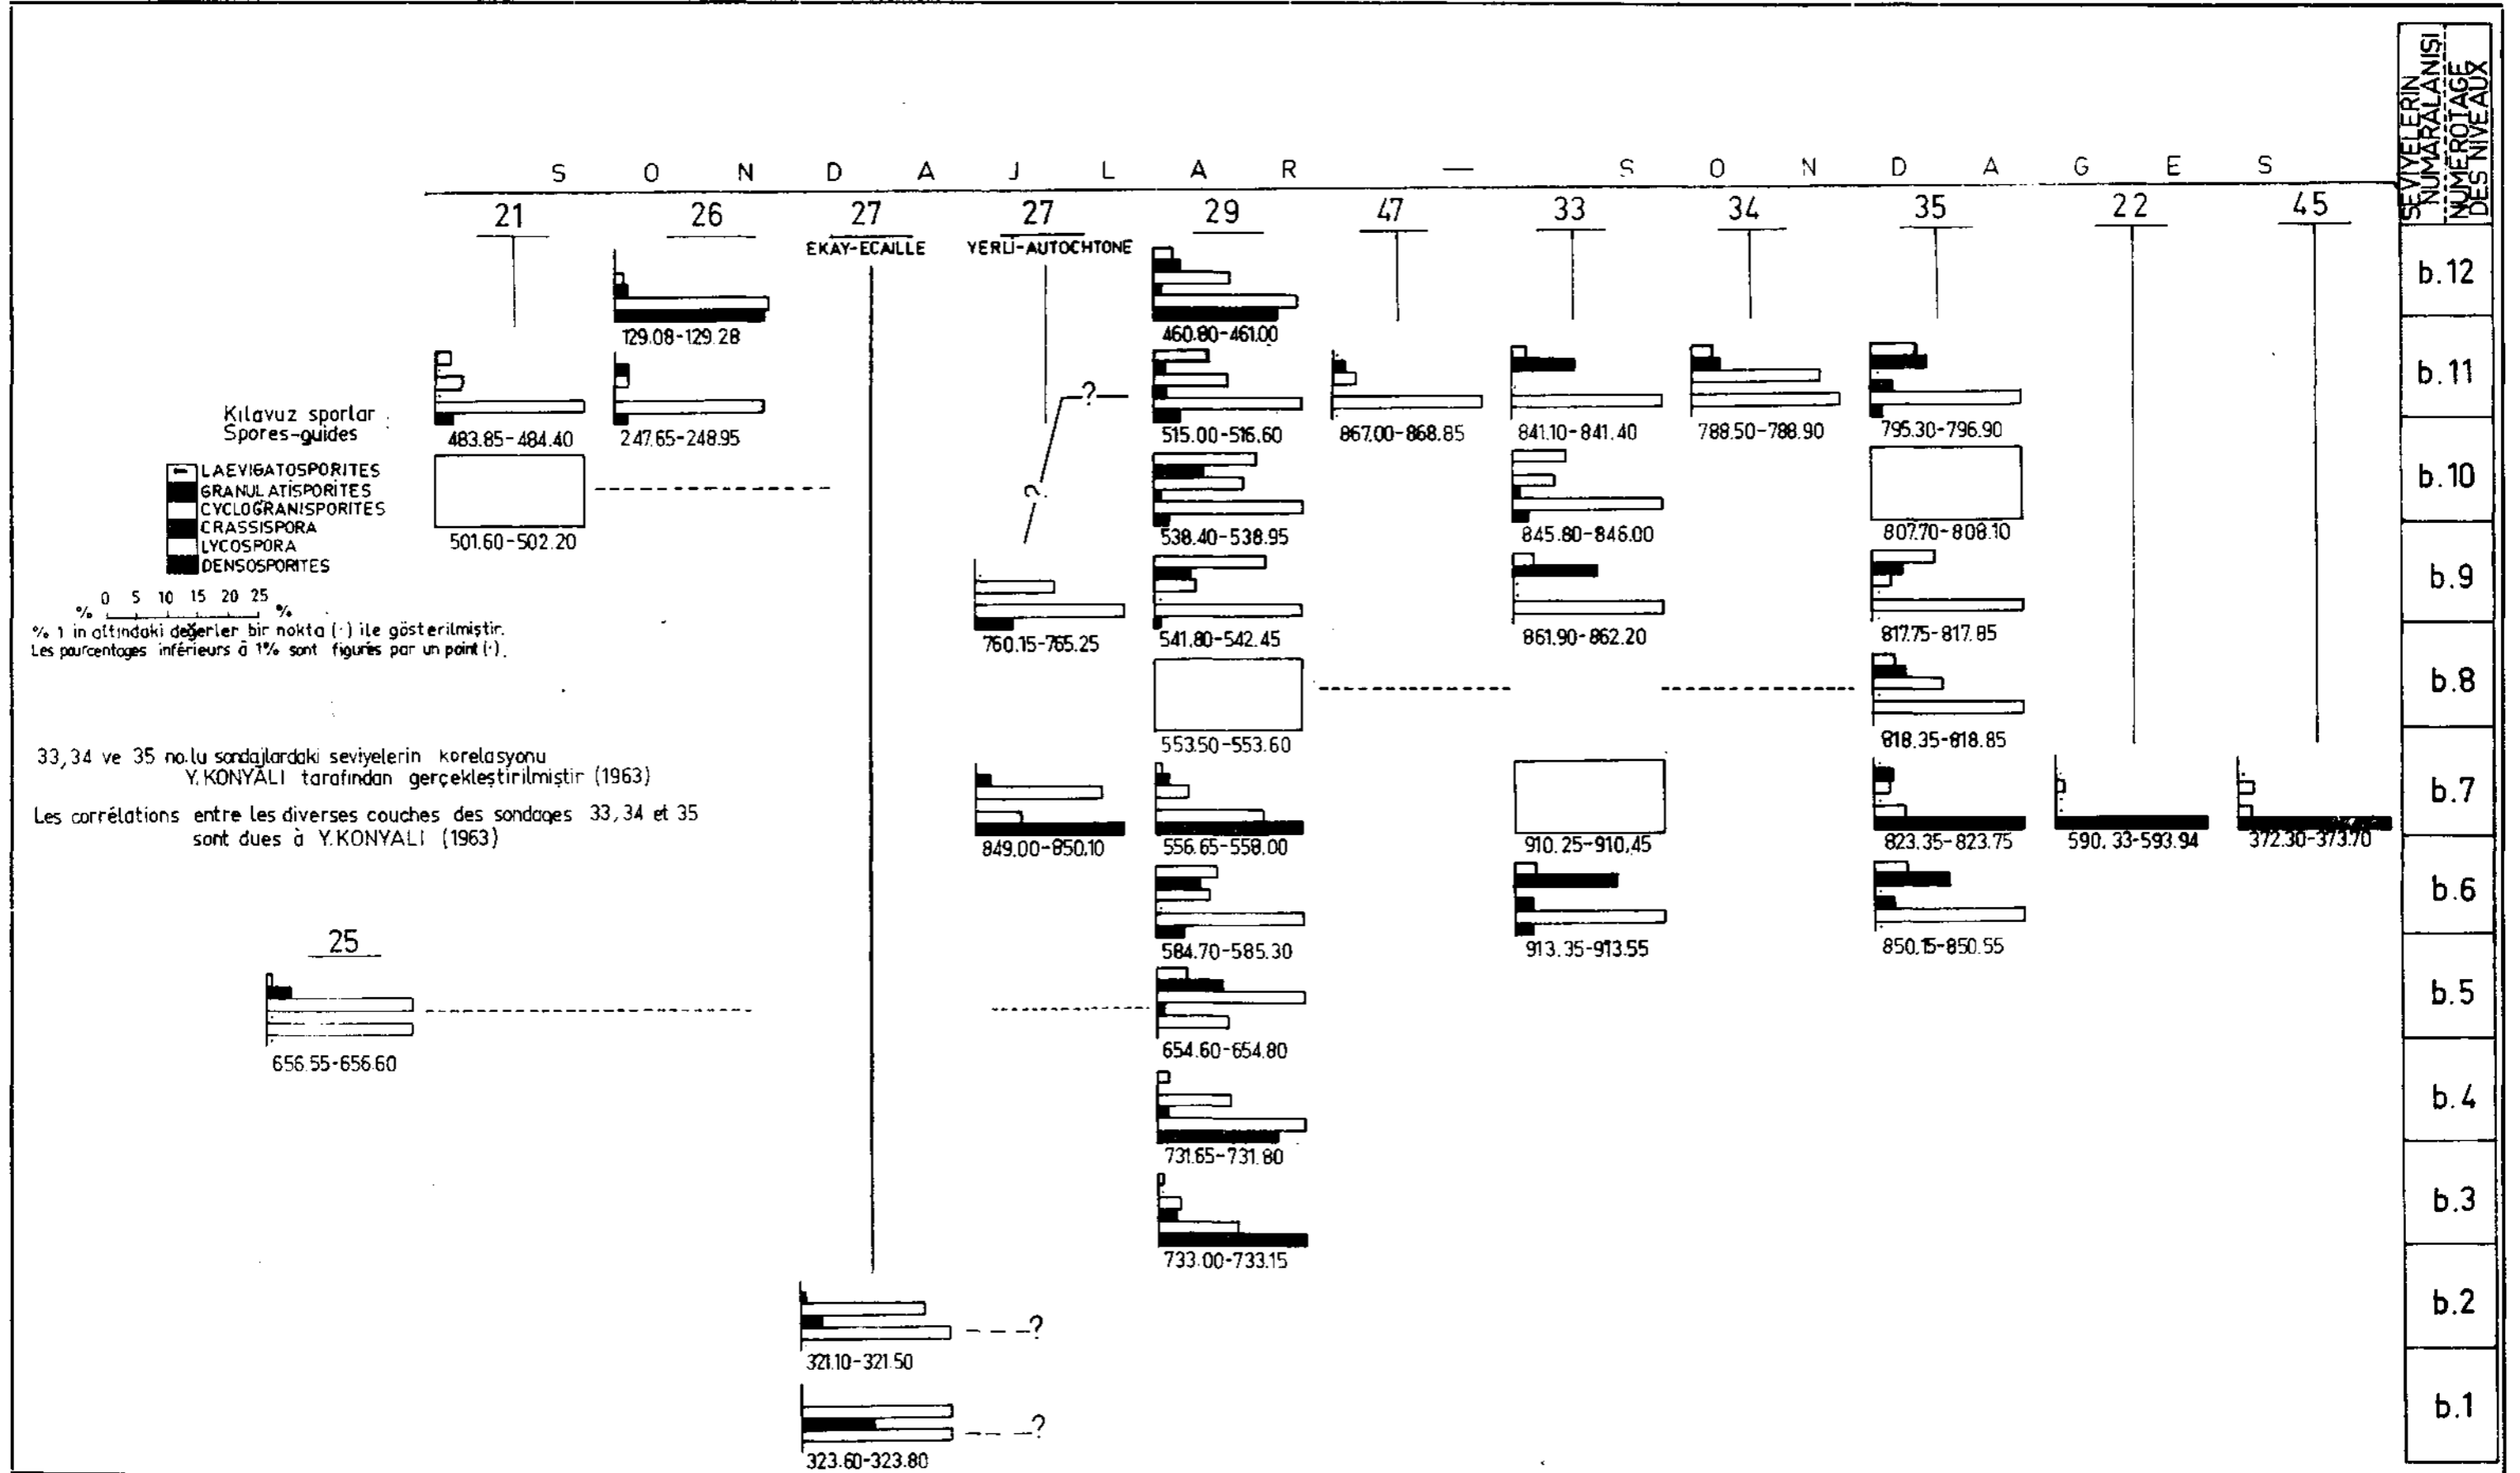 SEVİYELERİN NUMARALANIŞI
NUMEROTAGE DES NIVEAUX
S O N D A J L A R — S O N D A G E S
21 26 27 27 29 47 33 34 35 22 45
EKAY-ECAILLE YERLİ-AUTOCHTONE
b.12
129.08-129.28 460.80-461.00
b.11
?
483.85-484.40 247.65-248.95 515.00-516.60 867.00-868.85 841.10-841.40 788.50-788.90 795.30-796.90
Kılavuz sporlar :
Spores-guides
LAEVIGATOSPORITES
GRANULATİSPORITES
CYCLOGRANISPORITES
CRASSISPORA
LYCOSPORA
DENSOSPORITES
b.10
?
501.60-502.20 538.40-538.95 845.80-846.00 807.70-808.10
b.9
% 0 5 10 15 20 25 %
% 1 in altındaki değerler bir nokta (·) ile gösterilmiştir.
Les pourcentages inférieurs à 1% sont figurés par un point (·).
760.15-765.25 541.80-542.45 861.90-862.20 817.75-817.85
b.8
553.50-553.60 818.35-818.85
33,34 ve 35 no.lu sondajlardaki seviyelerin korelasyonu
Y.KONYALI tarafından gerçekleştirilmiştir (1963)
Les corrélations entre les diverses couches des sondages 33,34 et 35
sont dues à Y.KONYALI (1963)
b.7
849.00-850.10 556.65-558.00 910.25-910.45 823.35-823.75 590.33-593.94 372.30-373.70
b.6
584.70-585.30 913.35-913.55 850.15-850.55
25
b.5
656.55-656.60 654.60-654.80
b.4
731.65-731.80
b.3
733.00-733.15
b.2
?
321.10-321.50
b.1
?
323.60-323.80